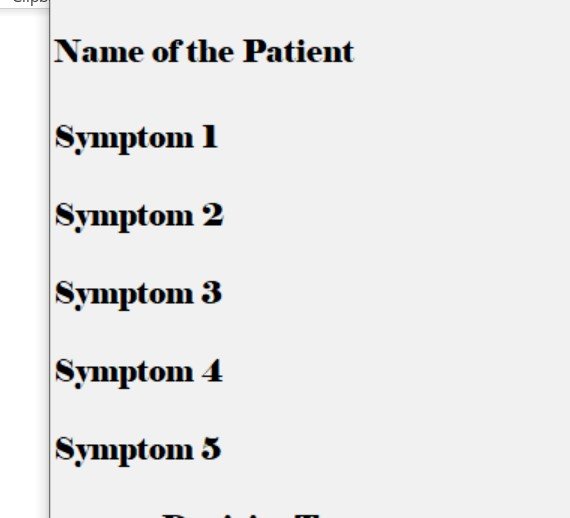 Name of the Patient
Symptom 1
Symptom 2
Symptom 3
Symptom 4
Symptom 5